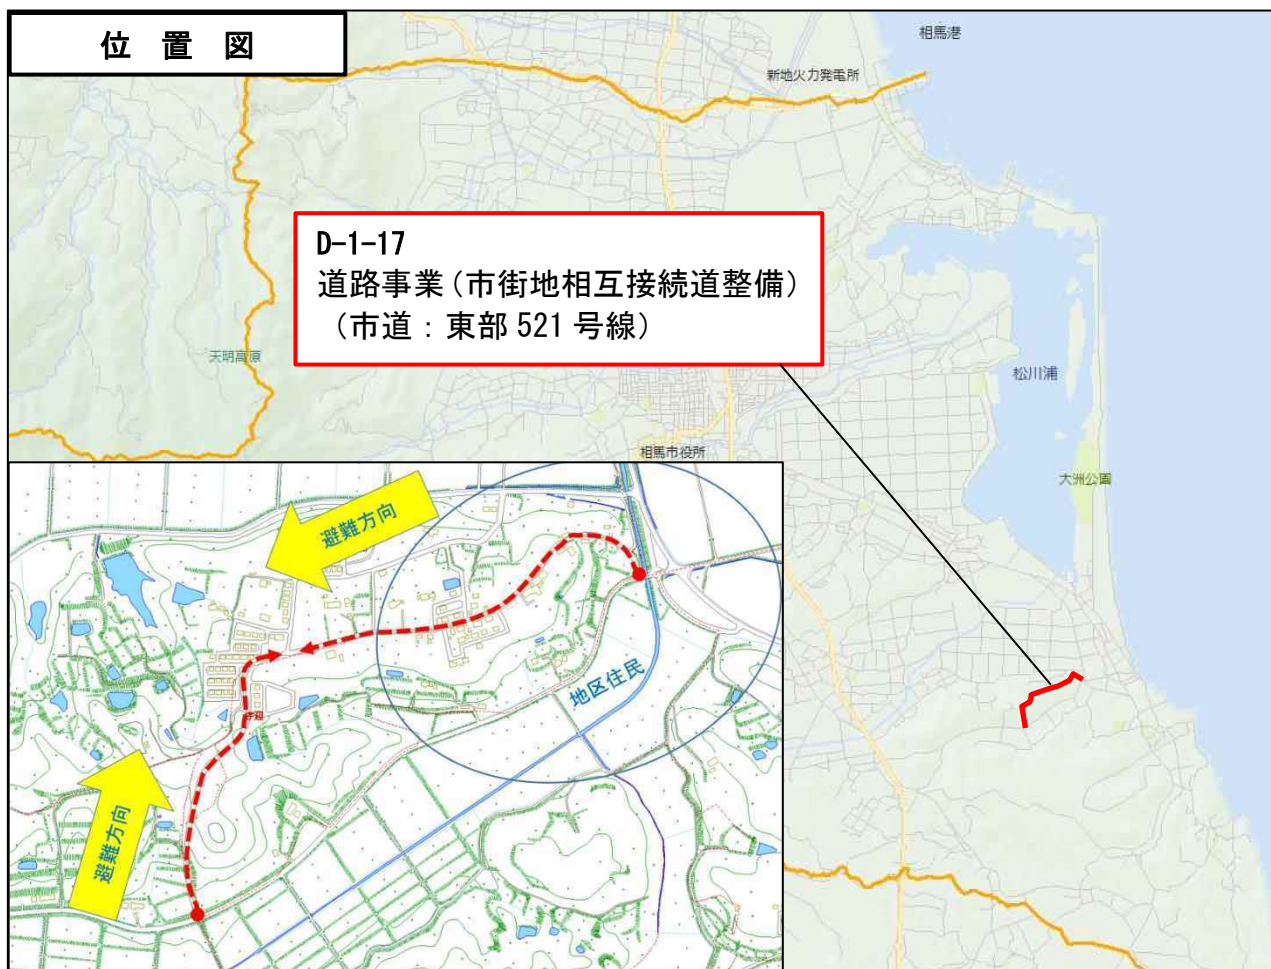 位 置 図
相馬港
新地火力発電所
D-1-17
道路事業(市街地相互接続道整備)
(市道：東部 521 号線)
天明高原
松川浦
相馬市役所
大洲公園
避難方向
地区住民
避難方向